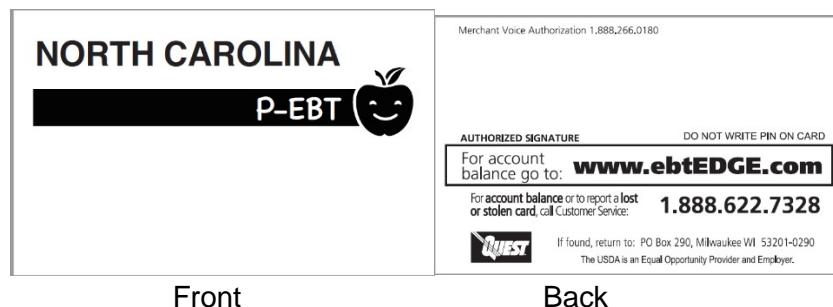 NORTH CAROLINA
P-EBT
Merchant Voice Authorization 1.888.266.0180
AUTHORIZED SIGNATURE DO NOT WRITE PIN ON CARD
For account
balance go to: www.ebtEDGE.com
For account balance or to report a lost
or stolen card, call Customer Service: 1.888.622.7328
QUEST
If found, return to: PO Box 290, Milwaukee WI 53201-0290
The USDA is an Equal Opportunity Provider and Employer.
Front Back